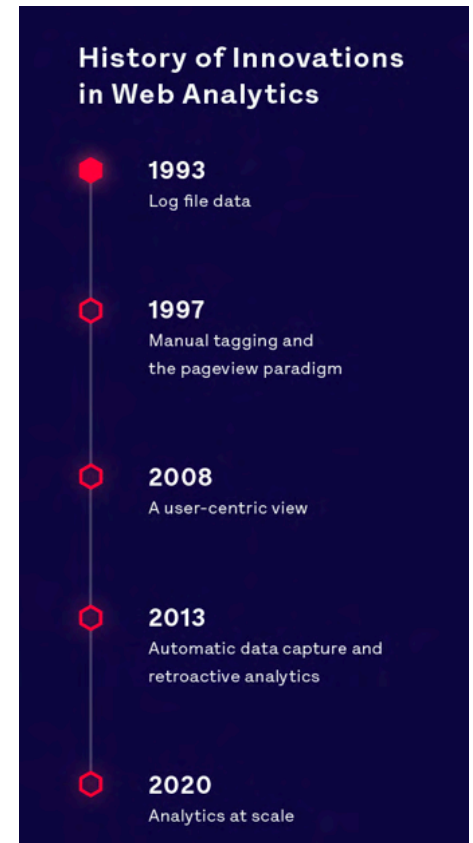 History of Innovations
in Web Analytics
1993
Log file data
1997
Manual tagging and
the pageview paradigm
2008
A user-centric view
2013
Automatic data capture and
retroactive analytics
2020
Analytics at scale